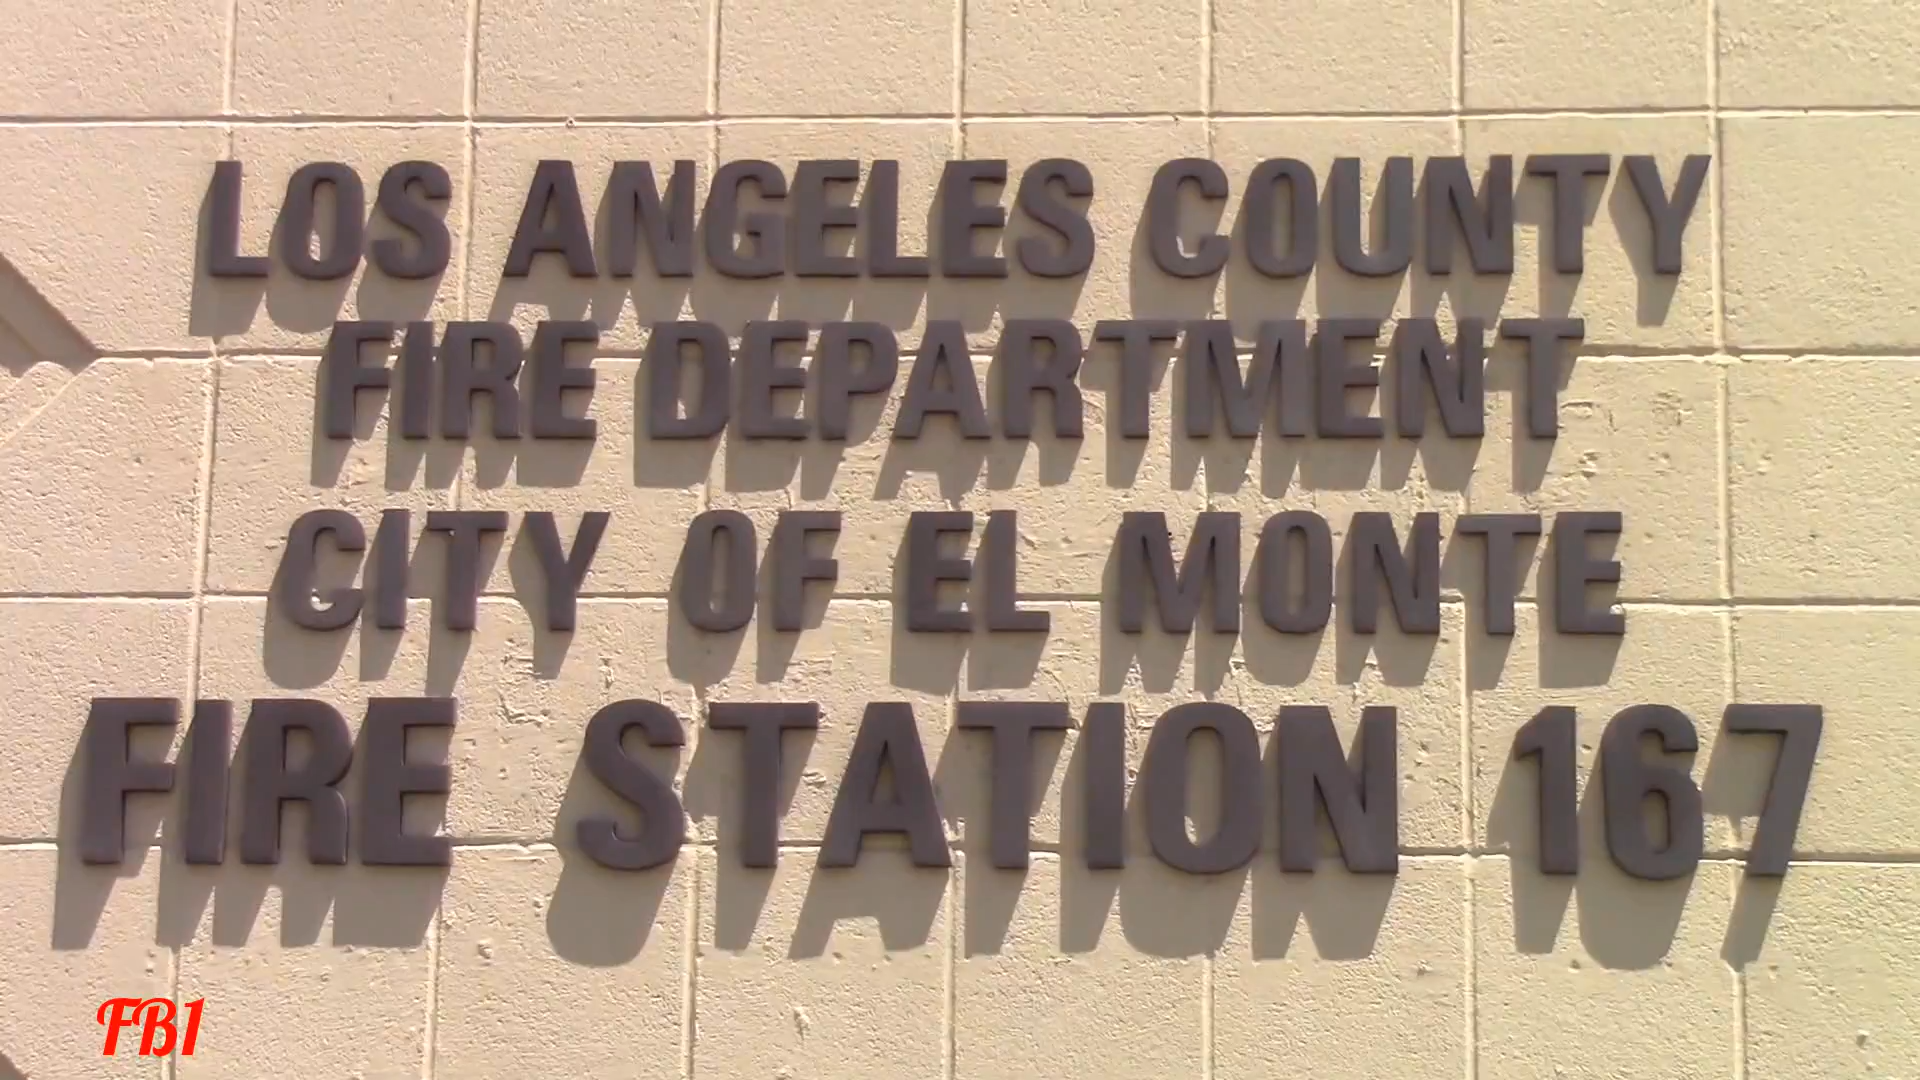 LOS ANGELES COUNTY
FIRE DEPARTMENT
CITY OF EL MONTE
FIRE STATION 167
FB1